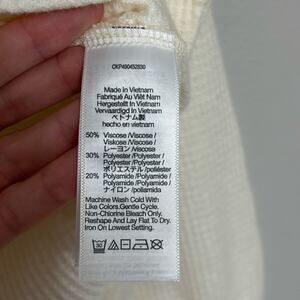 CKP490452830
Made In Vietnam
Fabriqué Au Viêt Nam
Hergestellt In Vietnam
Vervaardigd In Vietnam
ベトナム製
hecho en vietnam
50% Viscose /Viscose/
Viskose /Viscose/
レーヨン /viscosa
30% Polyester /Polyester/
Polyester /Polyester/
ポリエステル /poliéster
20% Polyamide /Polyamide/
Polyamid /Polyamide/
ナイロン /poliamida
Machine Wash Cold With
Like Colors.Gentle Cycle.
Non-Chlorine Bleach Only.
Reshape And Lay Flat To Dry.
Iron On Lowest Setting.
30